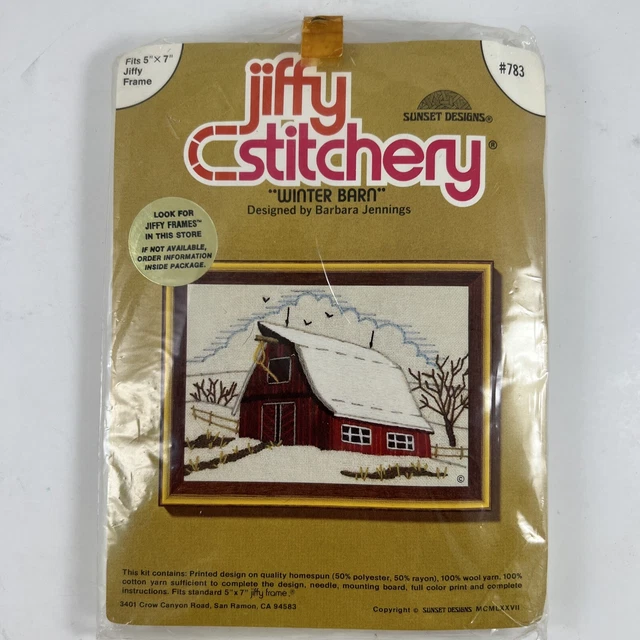 Fits 5" × 7"
Jiffy
Frame
#783
jiffy
stitchery®
SUNSET DESIGNS®
"WINTER BARN"
Designed by Barbara Jennings
LOOK FOR
JIFFY FRAMES™
IN THIS STORE
IF NOT AVAILABLE,
ORDER INFORMATION
INSIDE PACKAGE.
©
This kit contains: Printed design on quality homespun (50% polyester, 50% rayon), 100% wool yarn, 100%
cotton yarn sufficient to complete the design, needle, mounting board, full color print and complete
instructions. Fits standard 5" x 7" jiffy frame.®
3401 Crow Canyon Road, San Ramon, CA 94583
Copyright © SUNSET DESIGNS MCMLXXVII